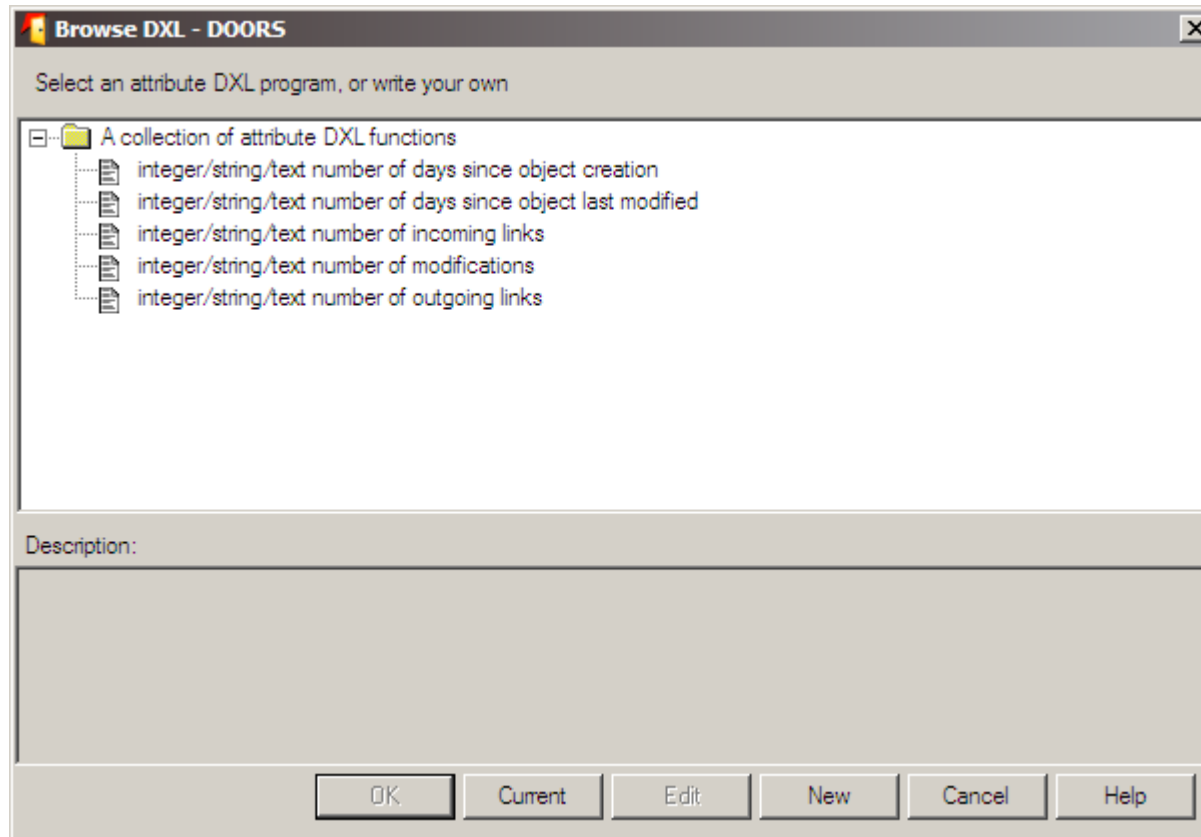 Browse DXL - DOORS
Select an attribute DXL program, or write your own
A collection of attribute DXL functions
integer/string/text number of days since object creation
integer/string/text number of days since object last modified
integer/string/text number of incoming links
integer/string/text number of modifications
integer/string/text number of outgoing links
Description:
OK Current Edit New Cancel Help